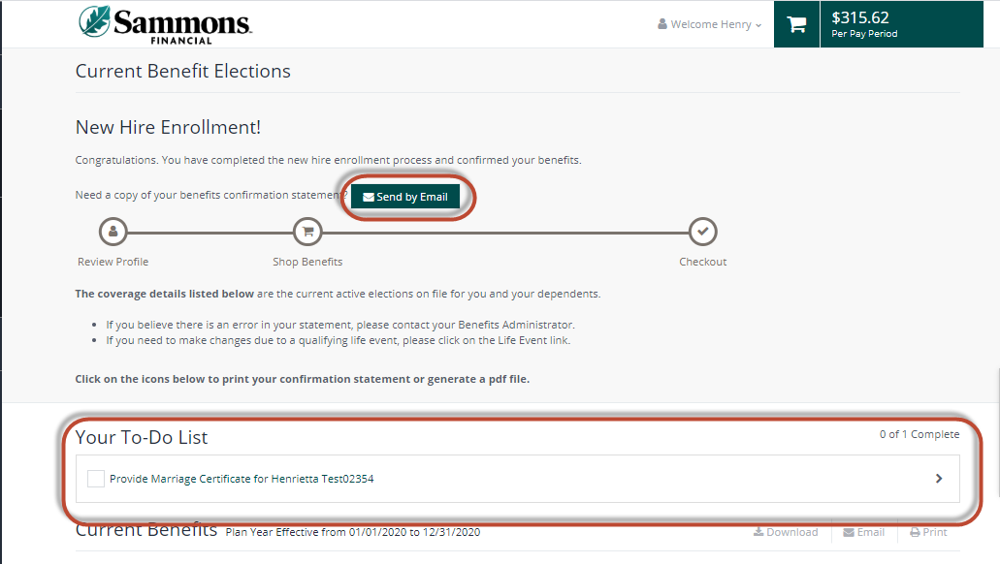 Sammons
FINANCIAL
Welcome Henry
$315.62
Per Pay Period
Current Benefit Elections
New Hire Enrollment!
Congratulations. You have completed the new hire enrollment process and confirmed your benefits.
Need a copy of your benefits confirmation statement? Send by Email
Review Profile Shop Benefits Checkout
The coverage details listed below are the current active elections on file for you and your dependents.
• If you believe there is an error in your statement, please contact your Benefits Administrator.
• If you need to make changes due to a qualifying life event, please click on the Life Event link.
Click on the icons below to print your confirmation statement or generate a pdf file.
Your To-Do List 0 of 1 Complete
Provide Marriage Certificate for Henrietta Test02354
Current Benefits Plan Year Effective from 01/01/2020 to 12/31/2020 Download Email Print